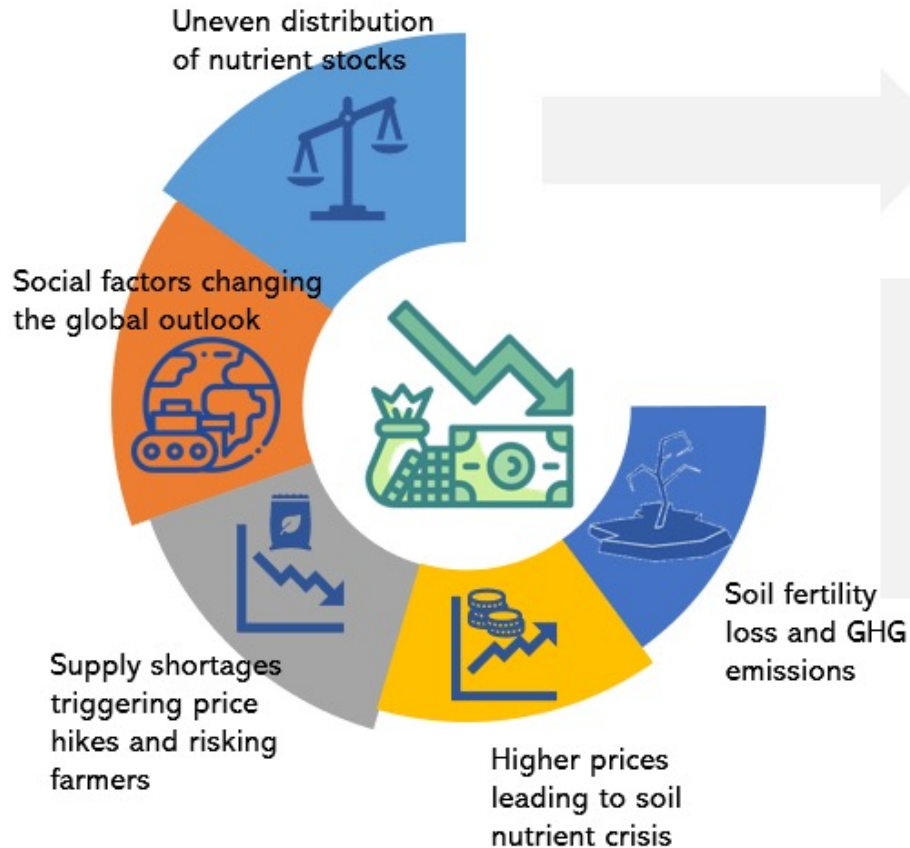 Uneven distribution
of nutrient stocks
Social factors changing
the global outlook
Supply shortages
triggering price
hikes and risking
farmers
Higher prices
leading to soil
nutrient crisis
Soil fertility
loss and GHG
emissions